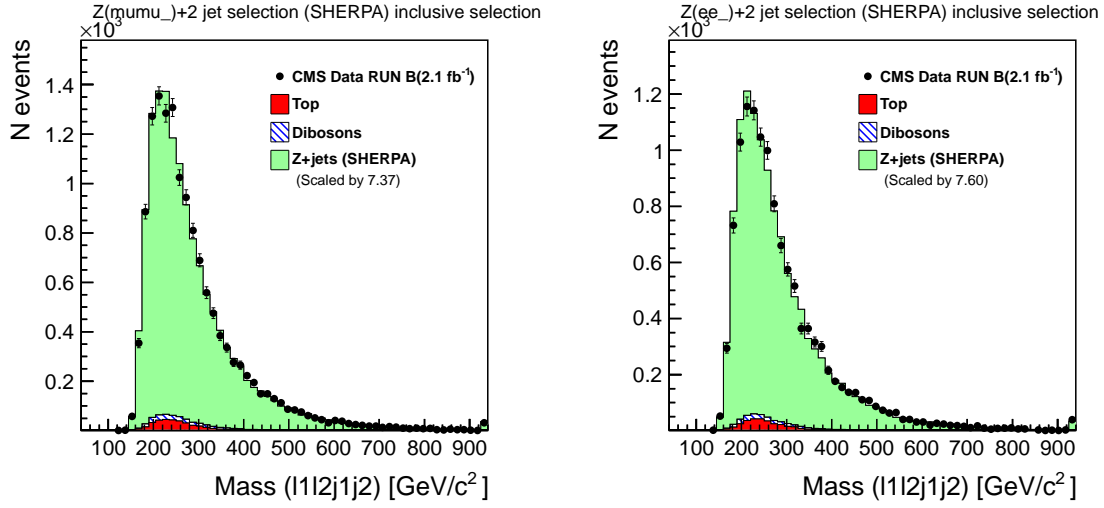 Z(mumu_)+2 jet selection (SHERPA) inclusive selection
×10³
N events
CMS Data RUN B(2.1 fb⁻¹)
Top
Dibosons
Z+jets (SHERPA)
(Scaled by 7.37)
1.4
1.2
1
0.8
0.6
0.4
0.2
100 200 300 400 500 600 700 800 900
Mass (l1l2j1j2) [GeV/c²]
Z(ee_)+2 jet selection (SHERPA) inclusive selection
×10³
N events
CMS Data RUN B(2.1 fb⁻¹)
Top
Dibosons
Z+jets (SHERPA)
(Scaled by 7.60)
1.2
1
0.8
0.6
0.4
0.2
100 200 300 400 500 600 700 800 900
Mass (l1l2j1j2) [GeV/c²]